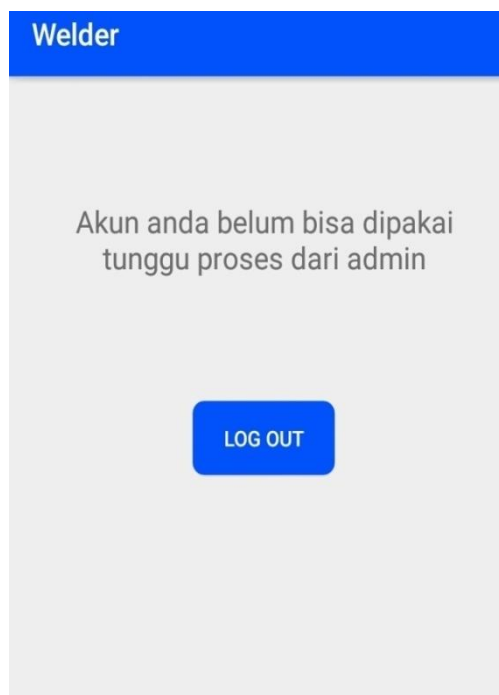 Welder
Akun anda belum bisa dipakai
tunggu proses dari admin
LOG OUT